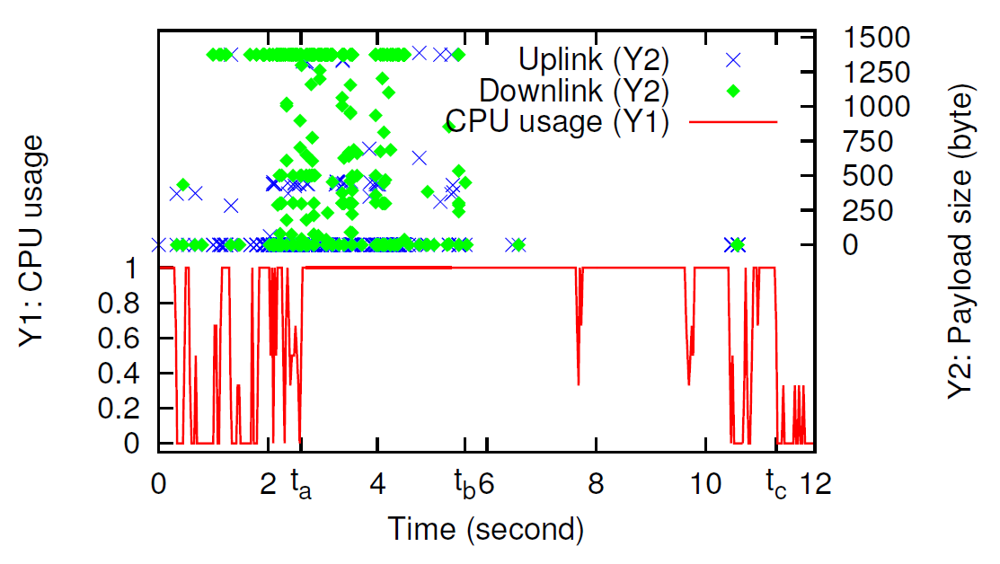 Uplink (Y2)
Downlink (Y2)
CPU usage (Y1)
1500
1250
1000
750
500
250
0
Y2: Payload size (byte)
Y1: CPU usage
1
0.8
0.6
0.4
0.2
0
0 2 ta 4 tb 6 8 10 tc 12
Time (second)